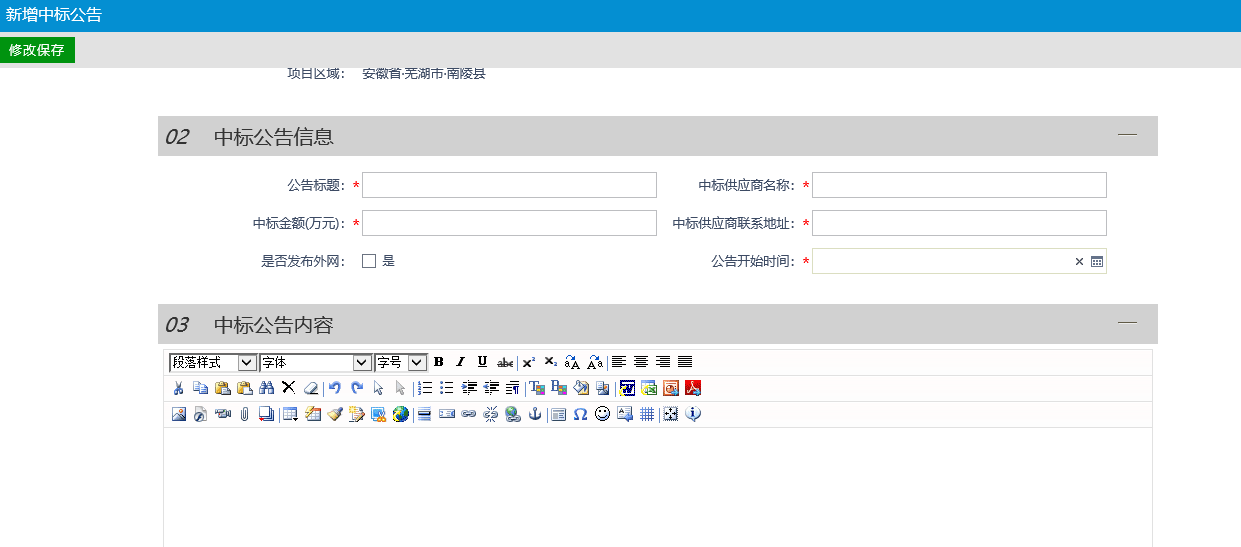 新增中标公告
修改保存
项目区域： 安徽省·芜湖市·南陵县
02 中标公告信息
公告标题： * 中标供应商名称： *
中标金额(万元)： * 中标供应商联系地址： *
是否发布外网： 是 公告开始时间： *
03 中标公告内容
段落样式 字体 字号 B I U abc